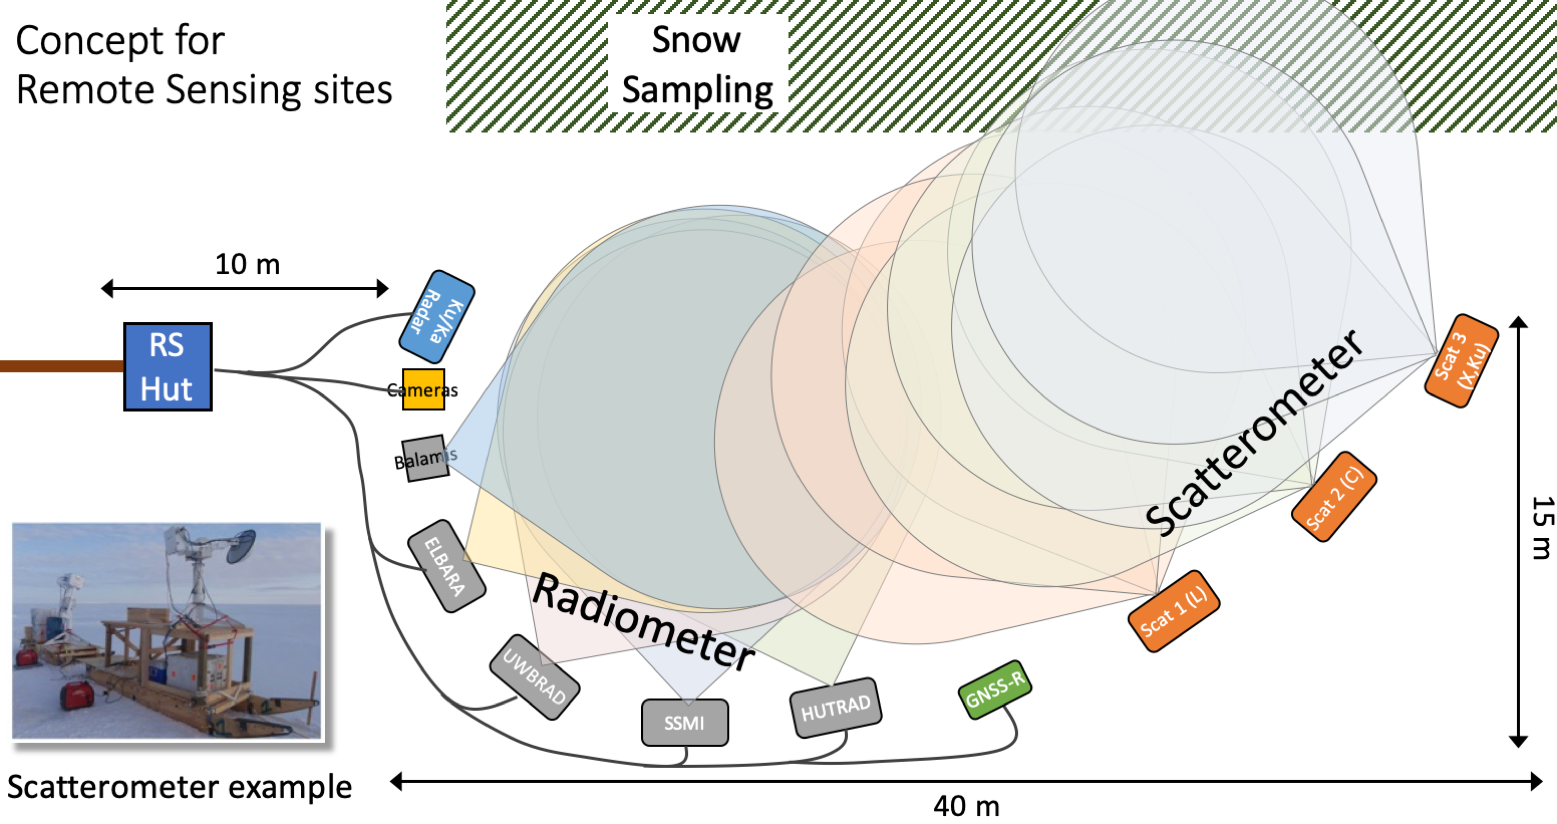 Concept for
Remote Sensing sites
Snow
Sampling
10 m
RS
Hut
Ku/Ka
Radar
Cameras
Balamis
ELBARA
UWBRAD
SSMI
HUTRAD
GNSS-R
Radiometer
Scatterometer
Scat 1 (L)
Scat 2 (C)
Scat 3
(X,Ku)
15 m
40 m
Scatterometer example